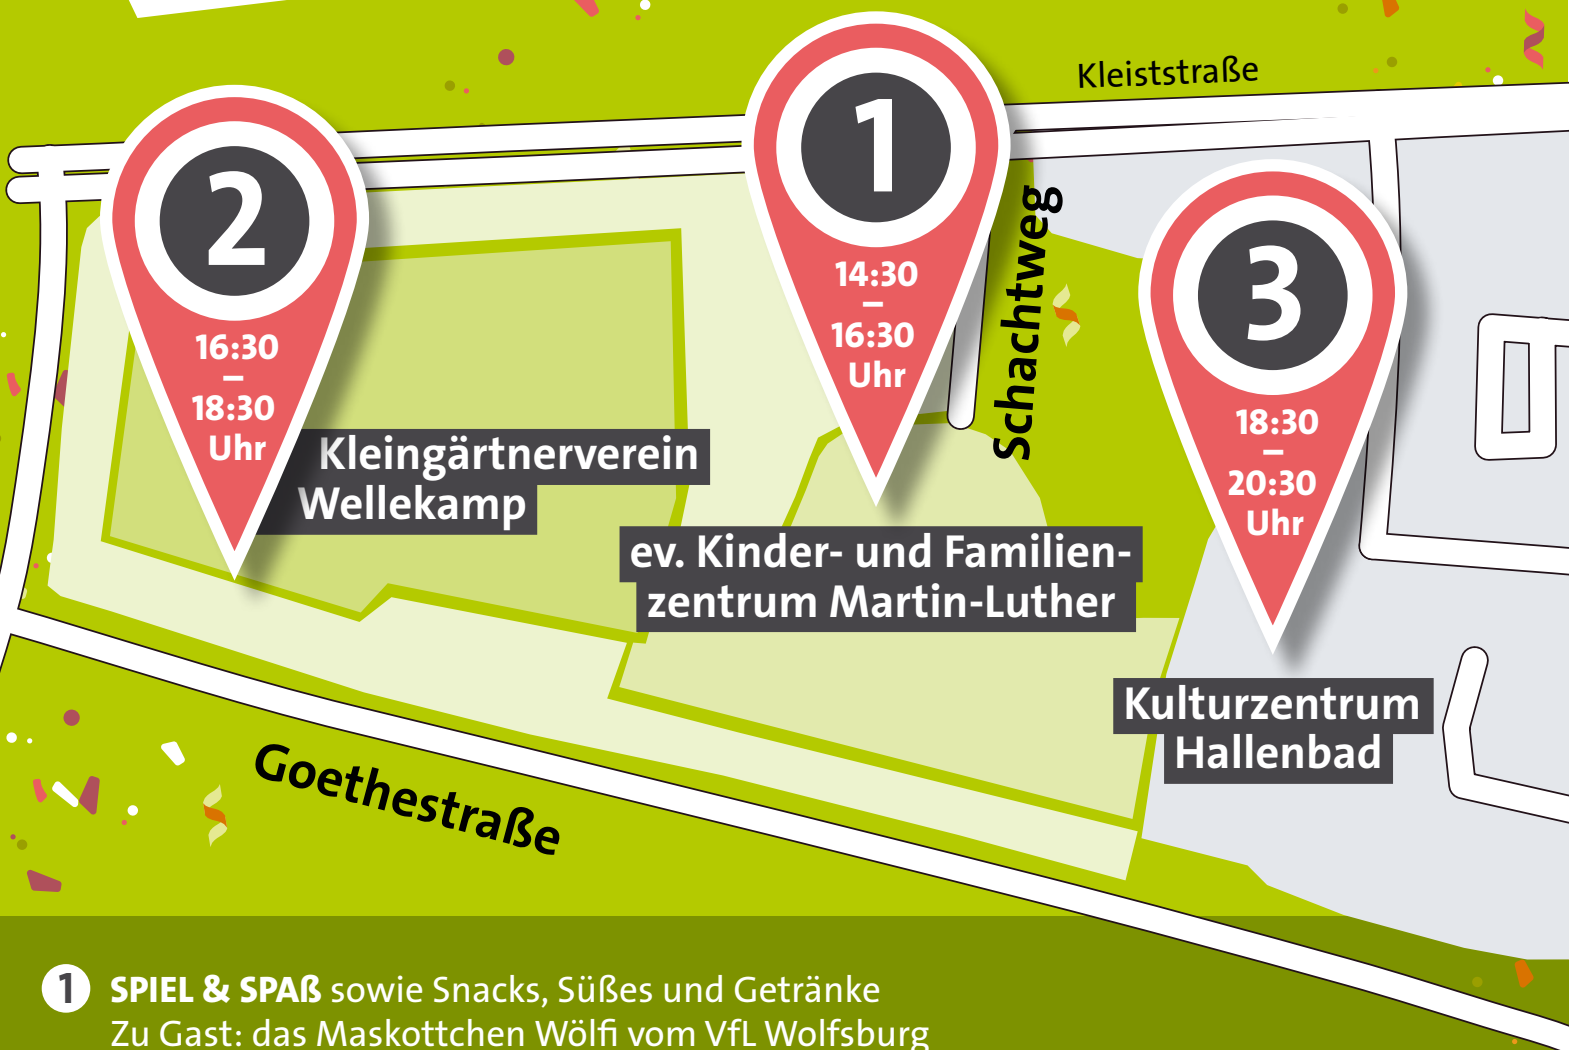 Kleiststraße
1
14:30
–
16:30
Uhr
2
16:30
–
18:30
Uhr
3
18:30
–
20:30
Uhr
Schachtweg
Kleingärtnerverein
Wellekamp
ev. Kinder- und Familien-
zentrum Martin-Luther
Kulturzentrum
Hallenbad
Goethestraße
1 SPIEL & SPAß sowie Snacks, Süßes und Getränke
Zu Gast: das Maskottchen Wölfi vom VfL Wolfsburg